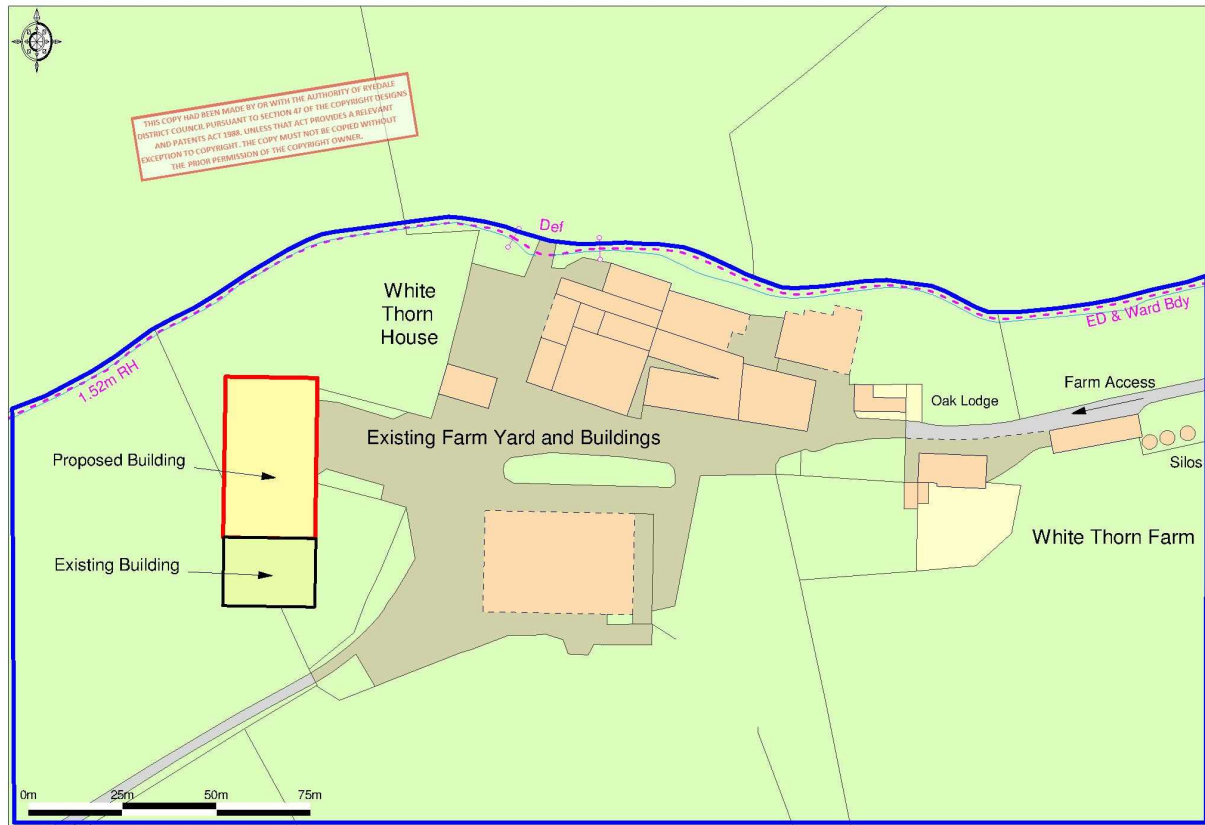 THIS COPY HAD BEEN MADE BY OR WITH THE AUTHORITY OF RYEDALE
DISTRICT COUNCIL PURSUANT TO SECTION 47 OF THE COPYRIGHT DESIGNS
AND PATENTS ACT 1988. UNLESS THAT ACT PROVIDES A RELEVANT
EXCEPTION TO COPYRIGHT. THE COPY MUST NOT BE COPIED WITHOUT
THE PRIOR PERMISSION OF THE COPYRIGHT OWNER.
Def
White
Thorn
House
ED & Ward Bdy
1.52m RH
Farm Access
Oak Lodge
Existing Farm Yard and Buildings
Proposed Building
Silos
White Thorn Farm
Existing Building
0m 25m 50m 75m